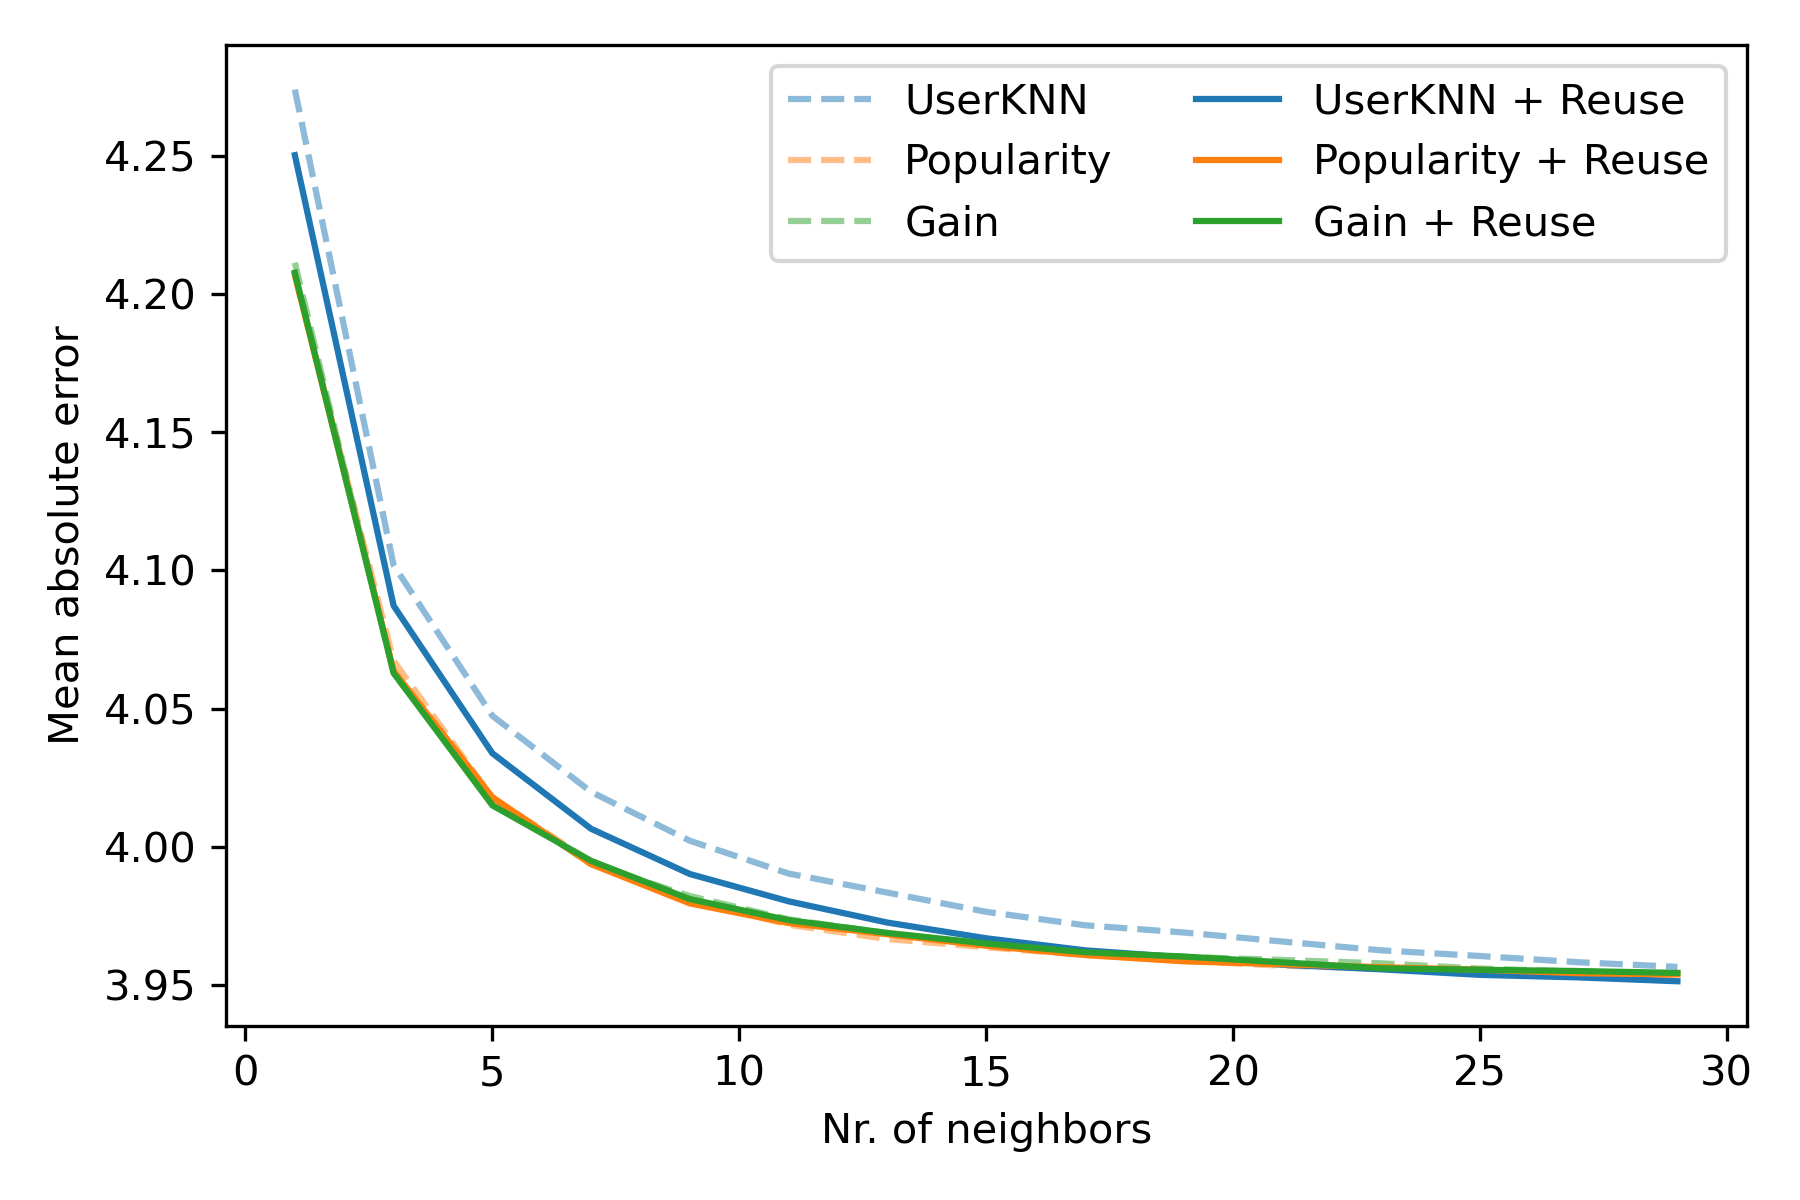 UserKNN
Popularity
Gain
UserKNN + Reuse
Popularity + Reuse
Gain + Reuse
Mean absolute error
4.25
4.20
4.15
4.10
4.05
4.00
3.95
0 5 10 15 20 25 30
Nr. of neighbors